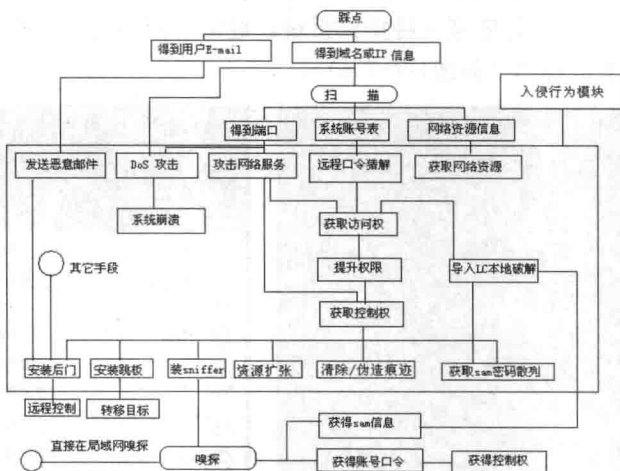 踩点
得到用户E-mail
得到域名或IP 信息
扫 描
入侵行为模块
得到端口
系统账号表
网络资源信息
发送恶意邮件
DoS 攻击
攻击网络服务
远程口令猜解
获取网络资源
系统崩溃
获取访问权
其它手段
提升权限
导入LC本地破解
获取控制权
安装后门
安装跳板
装sniffer
资源扩张
清除/伪造痕迹
获取sam密码散列
远程控制
转移目标
获得sam信息
直接在局域网嗅探
嗅探
获得账号口令
获得控制权